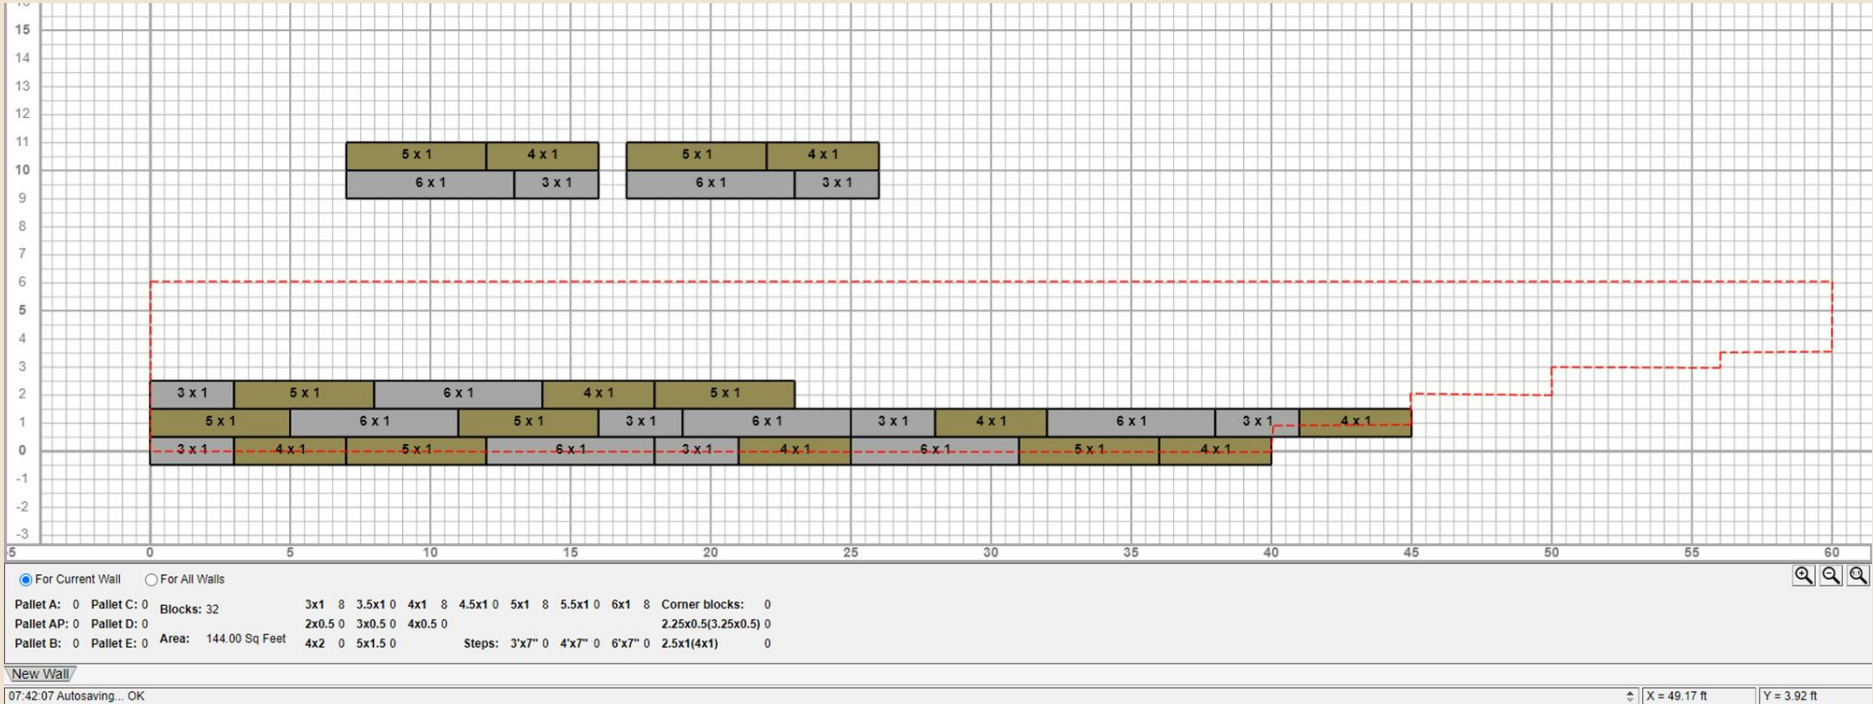 15
14
13
12
11
5 x 1 4 x 1 5 x 1 4 x 1
10
6 x 1 3 x 1 6 x 1 3 x 1
9
8
7
6
5
4
3
2
3 x 1 5 x 1 6 x 1 4 x 1 5 x 1
1
5 x 1 6 x 1 5 x 1 3 x 1 6 x 1 3 x 1 4 x 1 6 x 1 3 x 1 4 x 1
0
3 x 1 4 x 1 5 x 1 6 x 1 3 x 1 4 x 1 6 x 1 5 x 1 4 x 1
-1
-2
-3
-5 0 5 10 15 20 25 30 35 40 45 50 55 60
For Current Wall For All Walls
Pallet A: 0 Pallet C: 0 Blocks: 32 3x1 8 3.5x1 0 4x1 8 4.5x1 0 5x1 8 5.5x1 0 6x1 8 Corner blocks: 0
Pallet AP: 0 Pallet D: 0 2x0.5 0 3x0.5 0 4x0.5 0 2.25x0.5(3.25x0.5) 0
Pallet B: 0 Pallet E: 0 Area: 144.00 Sq Feet 4x2 0 5x1.5 0 Steps: 3'x7" 0 4'x7" 0 6'x7" 0 2.5x1(4x1) 0
New Wall
07:42:07 Autosaving... OK X = 49.17 ft Y = 3.92 ft